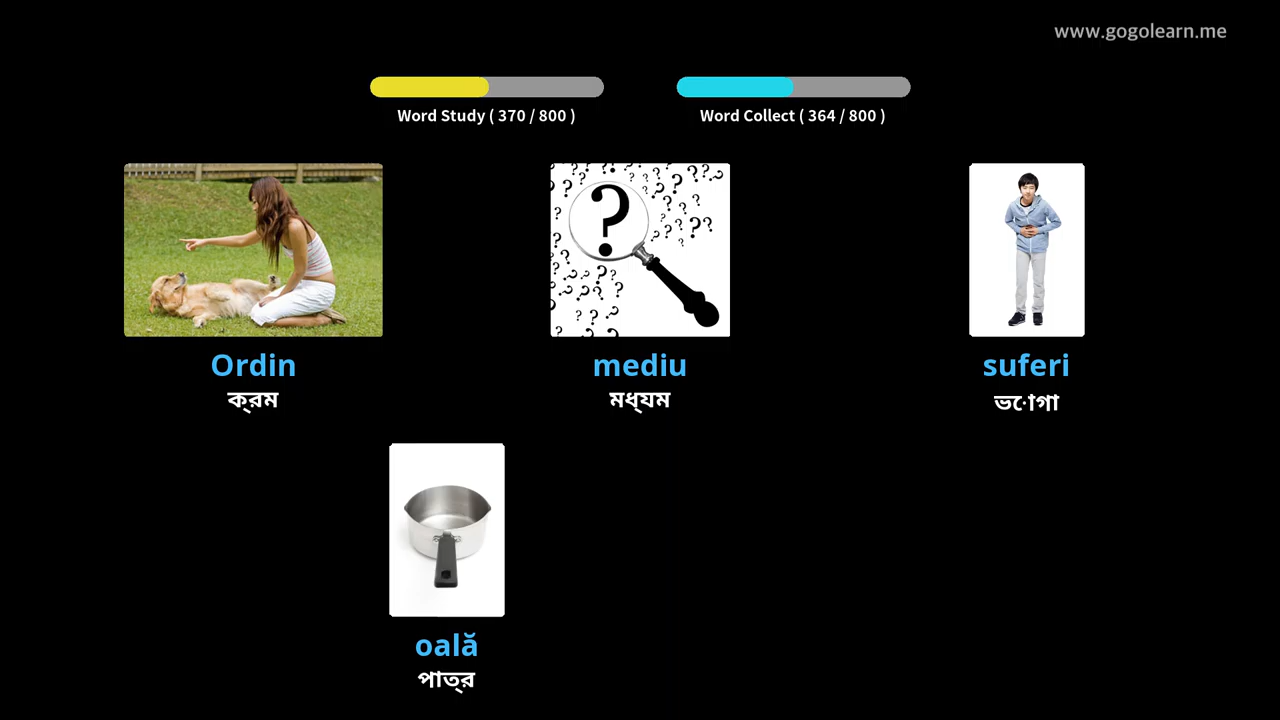 www.gogolearn.me
Word Study ( 370 / 800 )
Word Collect ( 364 / 800 )
Ordin
ক্রম
mediu
মধ্যম
suferi
ভোগা
oală
পাত্র